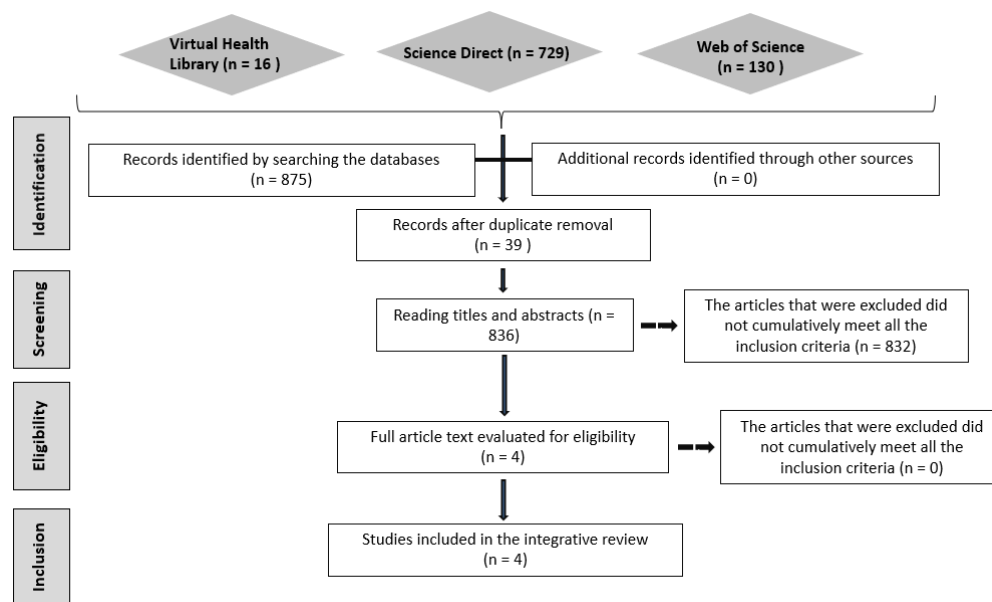 Virtual Health
Library (n = 16 )
Science Direct (n = 729)
Web of Science
(n = 130 )
Identification
Records identified by searching the databases
(n = 875)
Additional records identified through other sources
(n = 0)
Records after duplicate removal
(n = 39 )
Screening
Reading titles and abstracts (n =
836)
The articles that were excluded did
not cumulatively meet all the
inclusion criteria (n = 832)
Eligibility
Full article text evaluated for eligibility
(n = 4)
The articles that were excluded did
not cumulatively meet all the
inclusion criteria (n = 0)
Inclusion
Studies included in the integrative review
(n = 4)